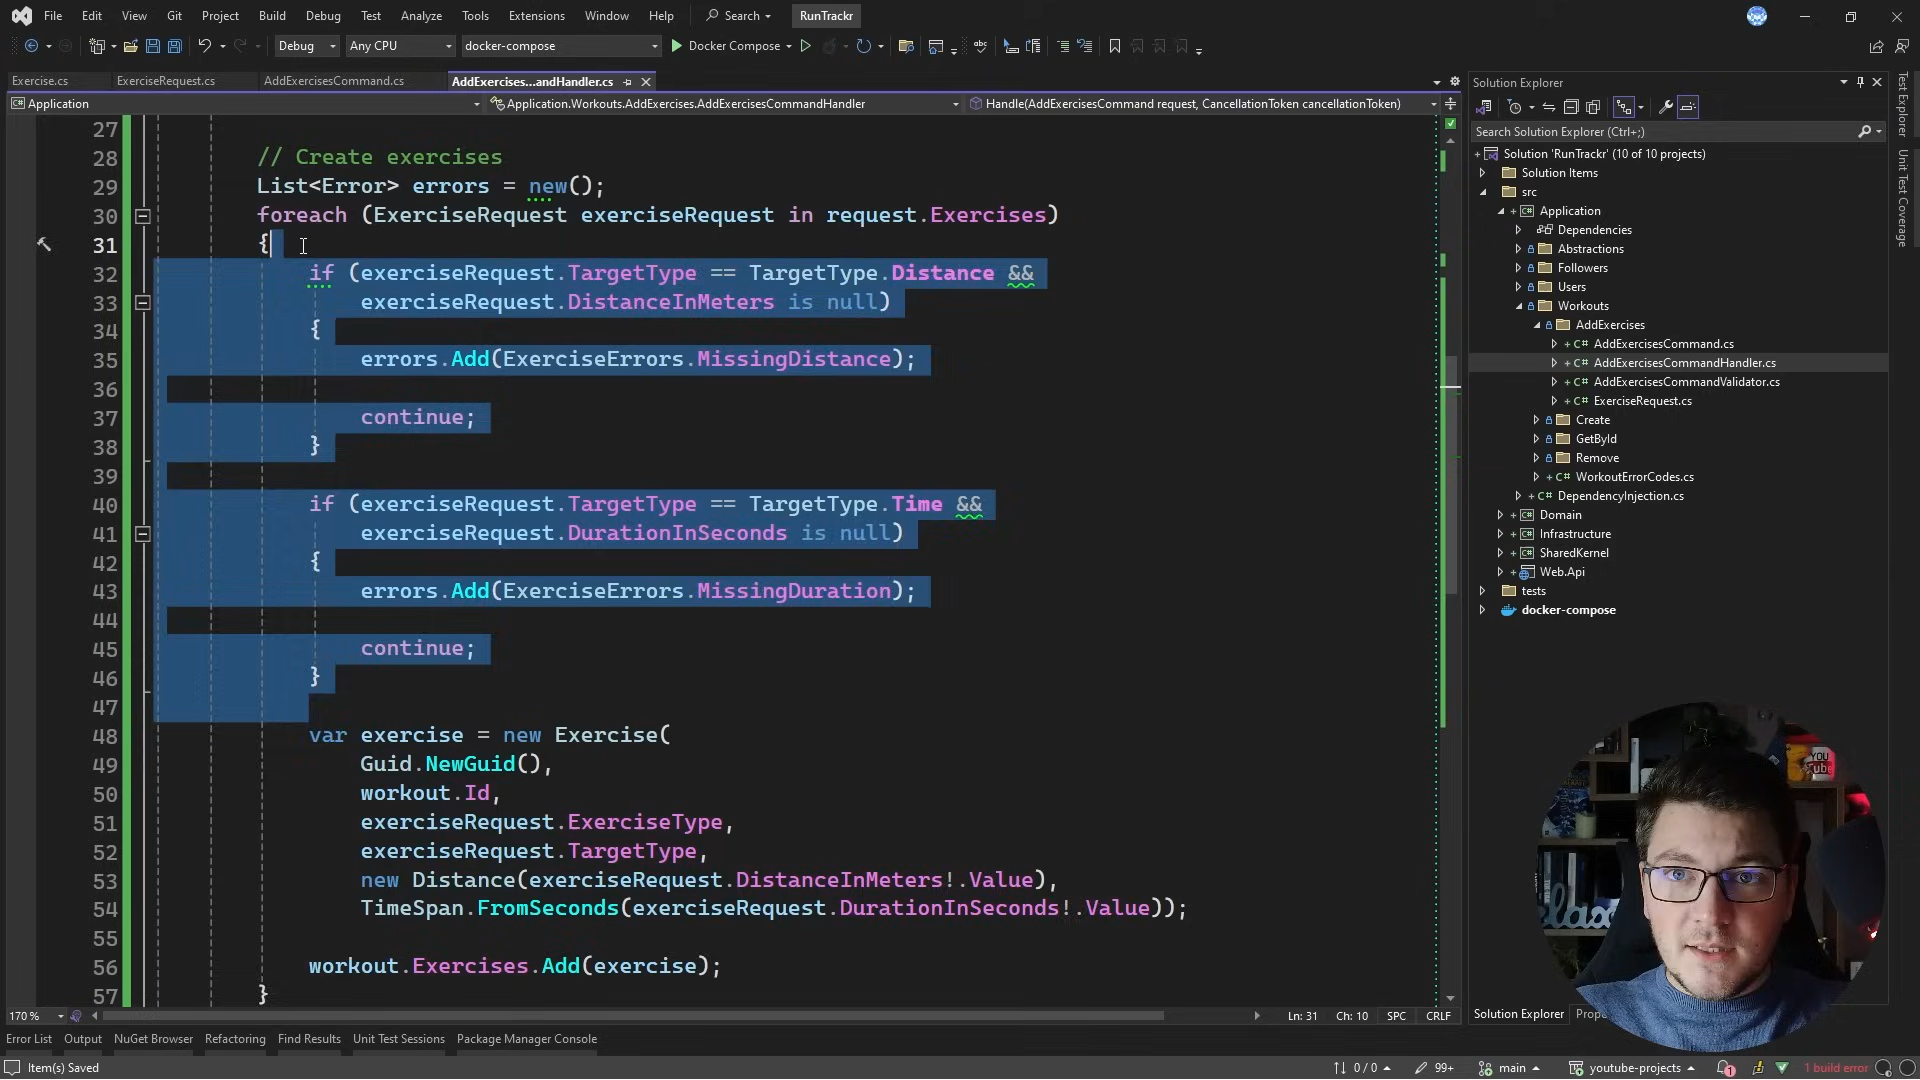 File Edit View Git Project Build Debug Test Analyze Tools Extensions Window Help Search RunTrackr
Debug Any CPU docker-compose Docker Compose
Exercise.cs ExerciseRequest.cs AddExercisesCommand.cs AddExercises...andHandler.cs
Application Application.Workouts.AddExercises.AddExercisesCommandHandler Handle(AddExercisesCommand request, CancellationToken cancellationToken)
27
28 // Create exercises
29 List<Error> errors = new();
30 foreach (ExerciseRequest exerciseRequest in request.Exercises)
31 {
32 if (exerciseRequest.TargetType == TargetType.Distance &&
33 exerciseRequest.DistanceInMeters is null)
34 {
35 errors.Add(ExerciseErrors.MissingDistance);
36
37 continue;
38 }
39
40 if (exerciseRequest.TargetType == TargetType.Time &&
41 exerciseRequest.DurationInSeconds is null)
42 {
43 errors.Add(ExerciseErrors.MissingDuration);
44
45 continue;
46 }
47
48 var exercise = new Exercise(
49 Guid.NewGuid(),
50 workout.Id,
51 exerciseRequest.ExerciseType,
52 exerciseRequest.TargetType,
53 new Distance(exerciseRequest.DistanceInMeters!.Value),
54 TimeSpan.FromSeconds(exerciseRequest.DurationInSeconds!.Value));
55
56 workout.Exercises.Add(exercise);
57 }
170 % Ln: 31 Ch: 10 SPC CRLF
Error List Output NuGet Browser Refactoring Find Results Unit Test Sessions Package Manager Console
Item(s) Saved 0 / 0 99+ main youtube-projects 1 build error
Solution Explorer
Search Solution Explorer (Ctrl+;)
Solution 'RunTrackr' (10 of 10 projects)
Solution Items
src
Application
Dependencies
Abstractions
Followers
Users
Workouts
AddExercises
C# AddExercisesCommand.cs
C# AddExercisesCommandHandler.cs
C# AddExercisesCommandValidator.cs
C# ExerciseRequest.cs
Create
GetById
Remove
C# WorkoutErrorCodes.cs
C# DependencyInjection.cs
Domain
Infrastructure
SharedKernel
Web.Api
tests
docker-compose
Solution Explorer Prop
Test Explorer
Unit Test Coverage
YOU
Tube
relax